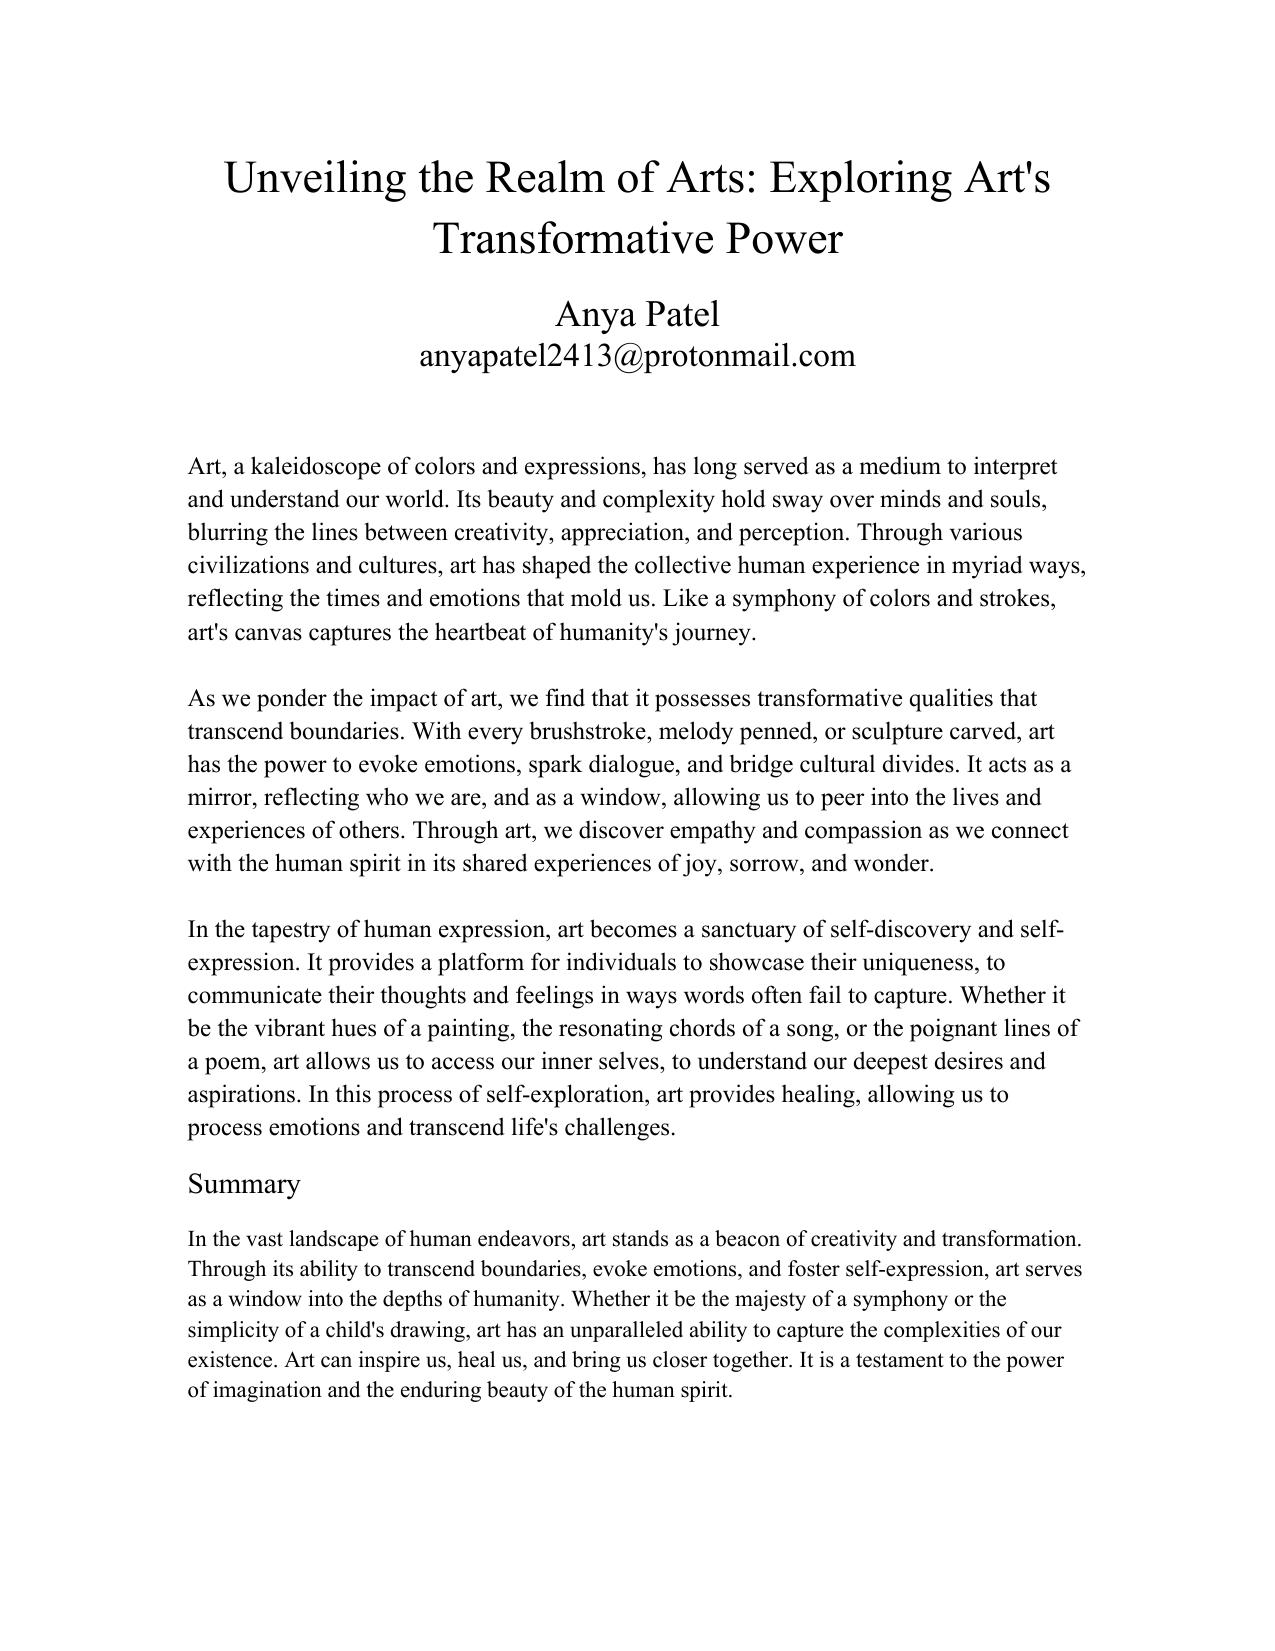 Unveiling the Realm of Arts: Exploring Art's
Transformative Power
Anya Patel
anyapatel2413@protonmail.com
Art, a kaleidoscope of colors and expressions, has long served as a medium to interpret
and understand our world. Its beauty and complexity hold sway over minds and souls,
blurring the lines between creativity, appreciation, and perception. Through various
civilizations and cultures, art has shaped the collective human experience in myriad ways,
reflecting the times and emotions that mold us. Like a symphony of colors and strokes,
art's canvas captures the heartbeat of humanity's journey.
As we ponder the impact of art, we find that it possesses transformative qualities that
transcend boundaries. With every brushstroke, melody penned, or sculpture carved, art
has the power to evoke emotions, spark dialogue, and bridge cultural divides. It acts as a
mirror, reflecting who we are, and as a window, allowing us to peer into the lives and
experiences of others. Through art, we discover empathy and compassion as we connect
with the human spirit in its shared experiences of joy, sorrow, and wonder.
In the tapestry of human expression, art becomes a sanctuary of self-discovery and self-
expression. It provides a platform for individuals to showcase their uniqueness, to
communicate their thoughts and feelings in ways words often fail to capture. Whether it
be the vibrant hues of a painting, the resonating chords of a song, or the poignant lines of
a poem, art allows us to access our inner selves, to understand our deepest desires and
aspirations. In this process of self-exploration, art provides healing, allowing us to
process emotions and transcend life's challenges.
Summary
In the vast landscape of human endeavors, art stands as a beacon of creativity and transformation.
Through its ability to transcend boundaries, evoke emotions, and foster self-expression, art serves
as a window into the depths of humanity. Whether it be the majesty of a symphony or the
simplicity of a child's drawing, art has an unparalleled ability to capture the complexities of our
existence. Art can inspire us, heal us, and bring us closer together. It is a testament to the power
of imagination and the enduring beauty of the human spirit.